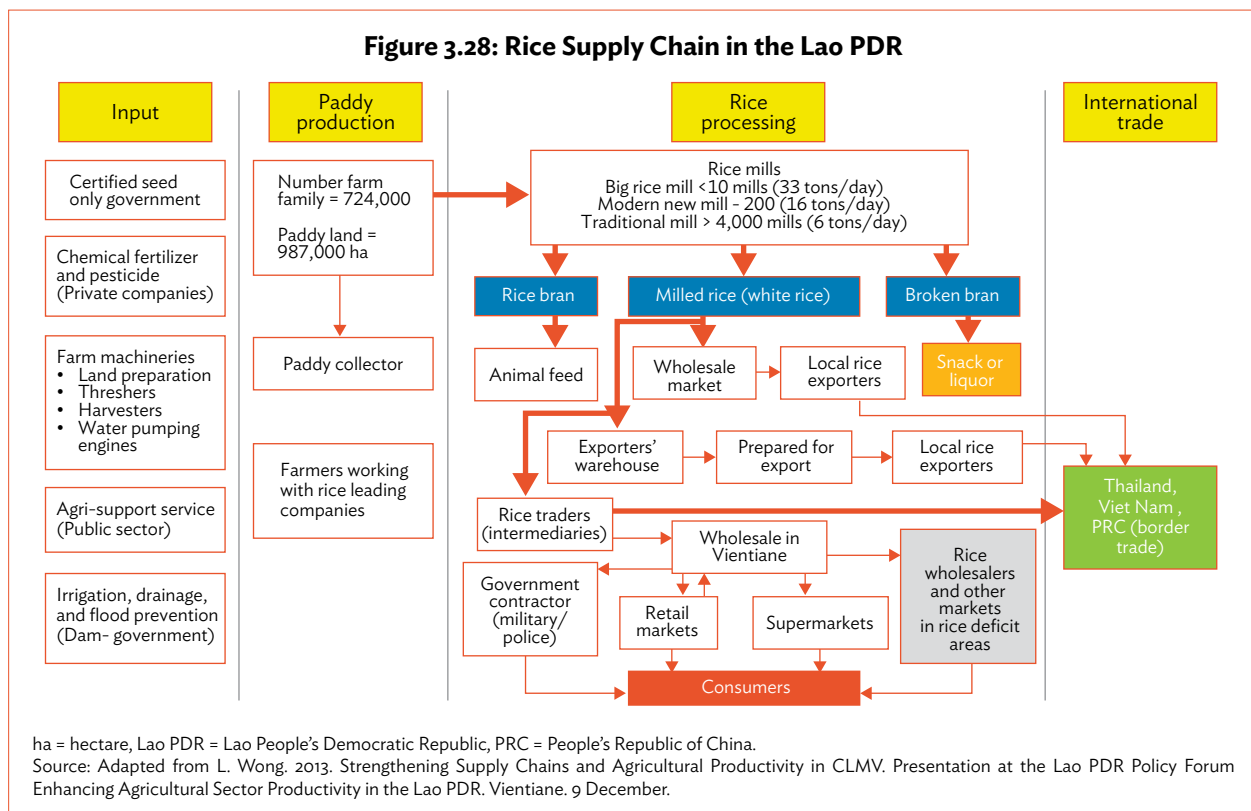 Figure 3.28: Rice Supply Chain in the Lao PDR
Input
Certified seed
only government
Chemical fertilizer
and pesticide
(Private companies)
Farm machineries
• Land preparation
• Threshers
• Harvesters
• Water pumping
engines
Agri-support service
(Public sector)
Irrigation, drainage,
and flood prevention
(Dam- government)
Paddy
production
Number farm
family = 724,000
Paddy land =
987,000 ha
Paddy collector
Farmers working
with rice leading
companies
Rice
processing
Rice mills
Big rice mill <10 mills (33 tons/day)
Modern new mill - 200 (16 tons/day)
Traditional mill > 4,000 mills (6 tons/day)
Rice bran
Milled rice (white rice)
Broken bran
Animal feed
Wholesale
market
Local rice
exporters
Snack or
liquor
Exporters'
warehouse
Prepared for
export
Local rice
exporters
Rice traders
(intermediaries)
Wholesale in
Vientiane
Government
contractor
(military/
police)
Retail
markets
Supermarkets
Rice
wholesalers
and other
markets
in rice deficit
areas
Consumers
International
trade
Thailand,
Viet Nam ,
PRC (border
trade)
ha = hectare, Lao PDR = Lao People's Democratic Republic, PRC = People's Republic of China.
Source: Adapted from L. Wong. 2013. Strengthening Supply Chains and Agricultural Productivity in CLMV. Presentation at the Lao PDR Policy Forum
Enhancing Agricultural Sector Productivity in the Lao PDR. Vientiane. 9 December.